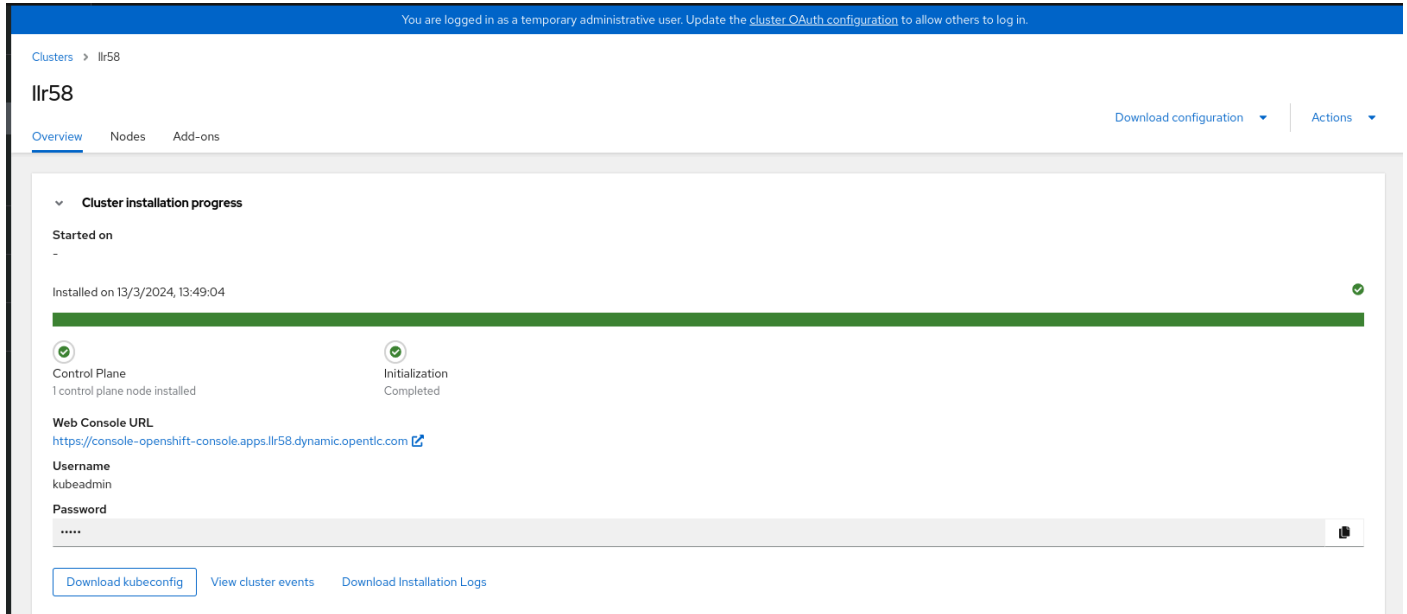 You are logged in as a temporary administrative user. Update the cluster OAuth configuration to allow others to log in.
Clusters > llr58
llr58
Download configuration Actions
Overview Nodes Add-ons
Cluster installation progress
Started on
-
Installed on 13/3/2024, 13:49:04
Control Plane Initialization
1 control plane node installed Completed
Web Console URL
https://console-openshift-console.apps.llr58.dynamic.opentlc.com
Username
kubeadmin
Password
•••••
Download kubeconfig View cluster events Download Installation Logs